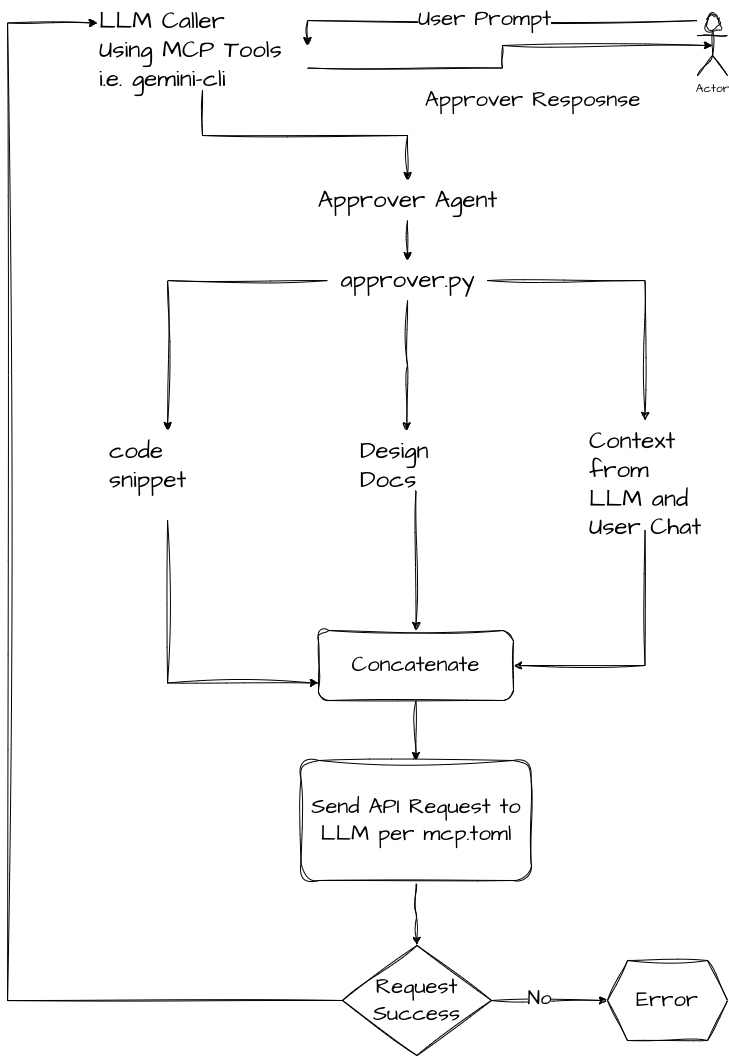 LLM Caller
Using MCP Tools
i.e. gemini-cli
User Prompt
Actor
Approver Resposnse
Approver Agent
approver.py
code
snippet
Design
Docs
Context
from
LLM and
User Chat
Concatenate
Send API Request to
LLM per mcp.toml
Request
Success
No
Error